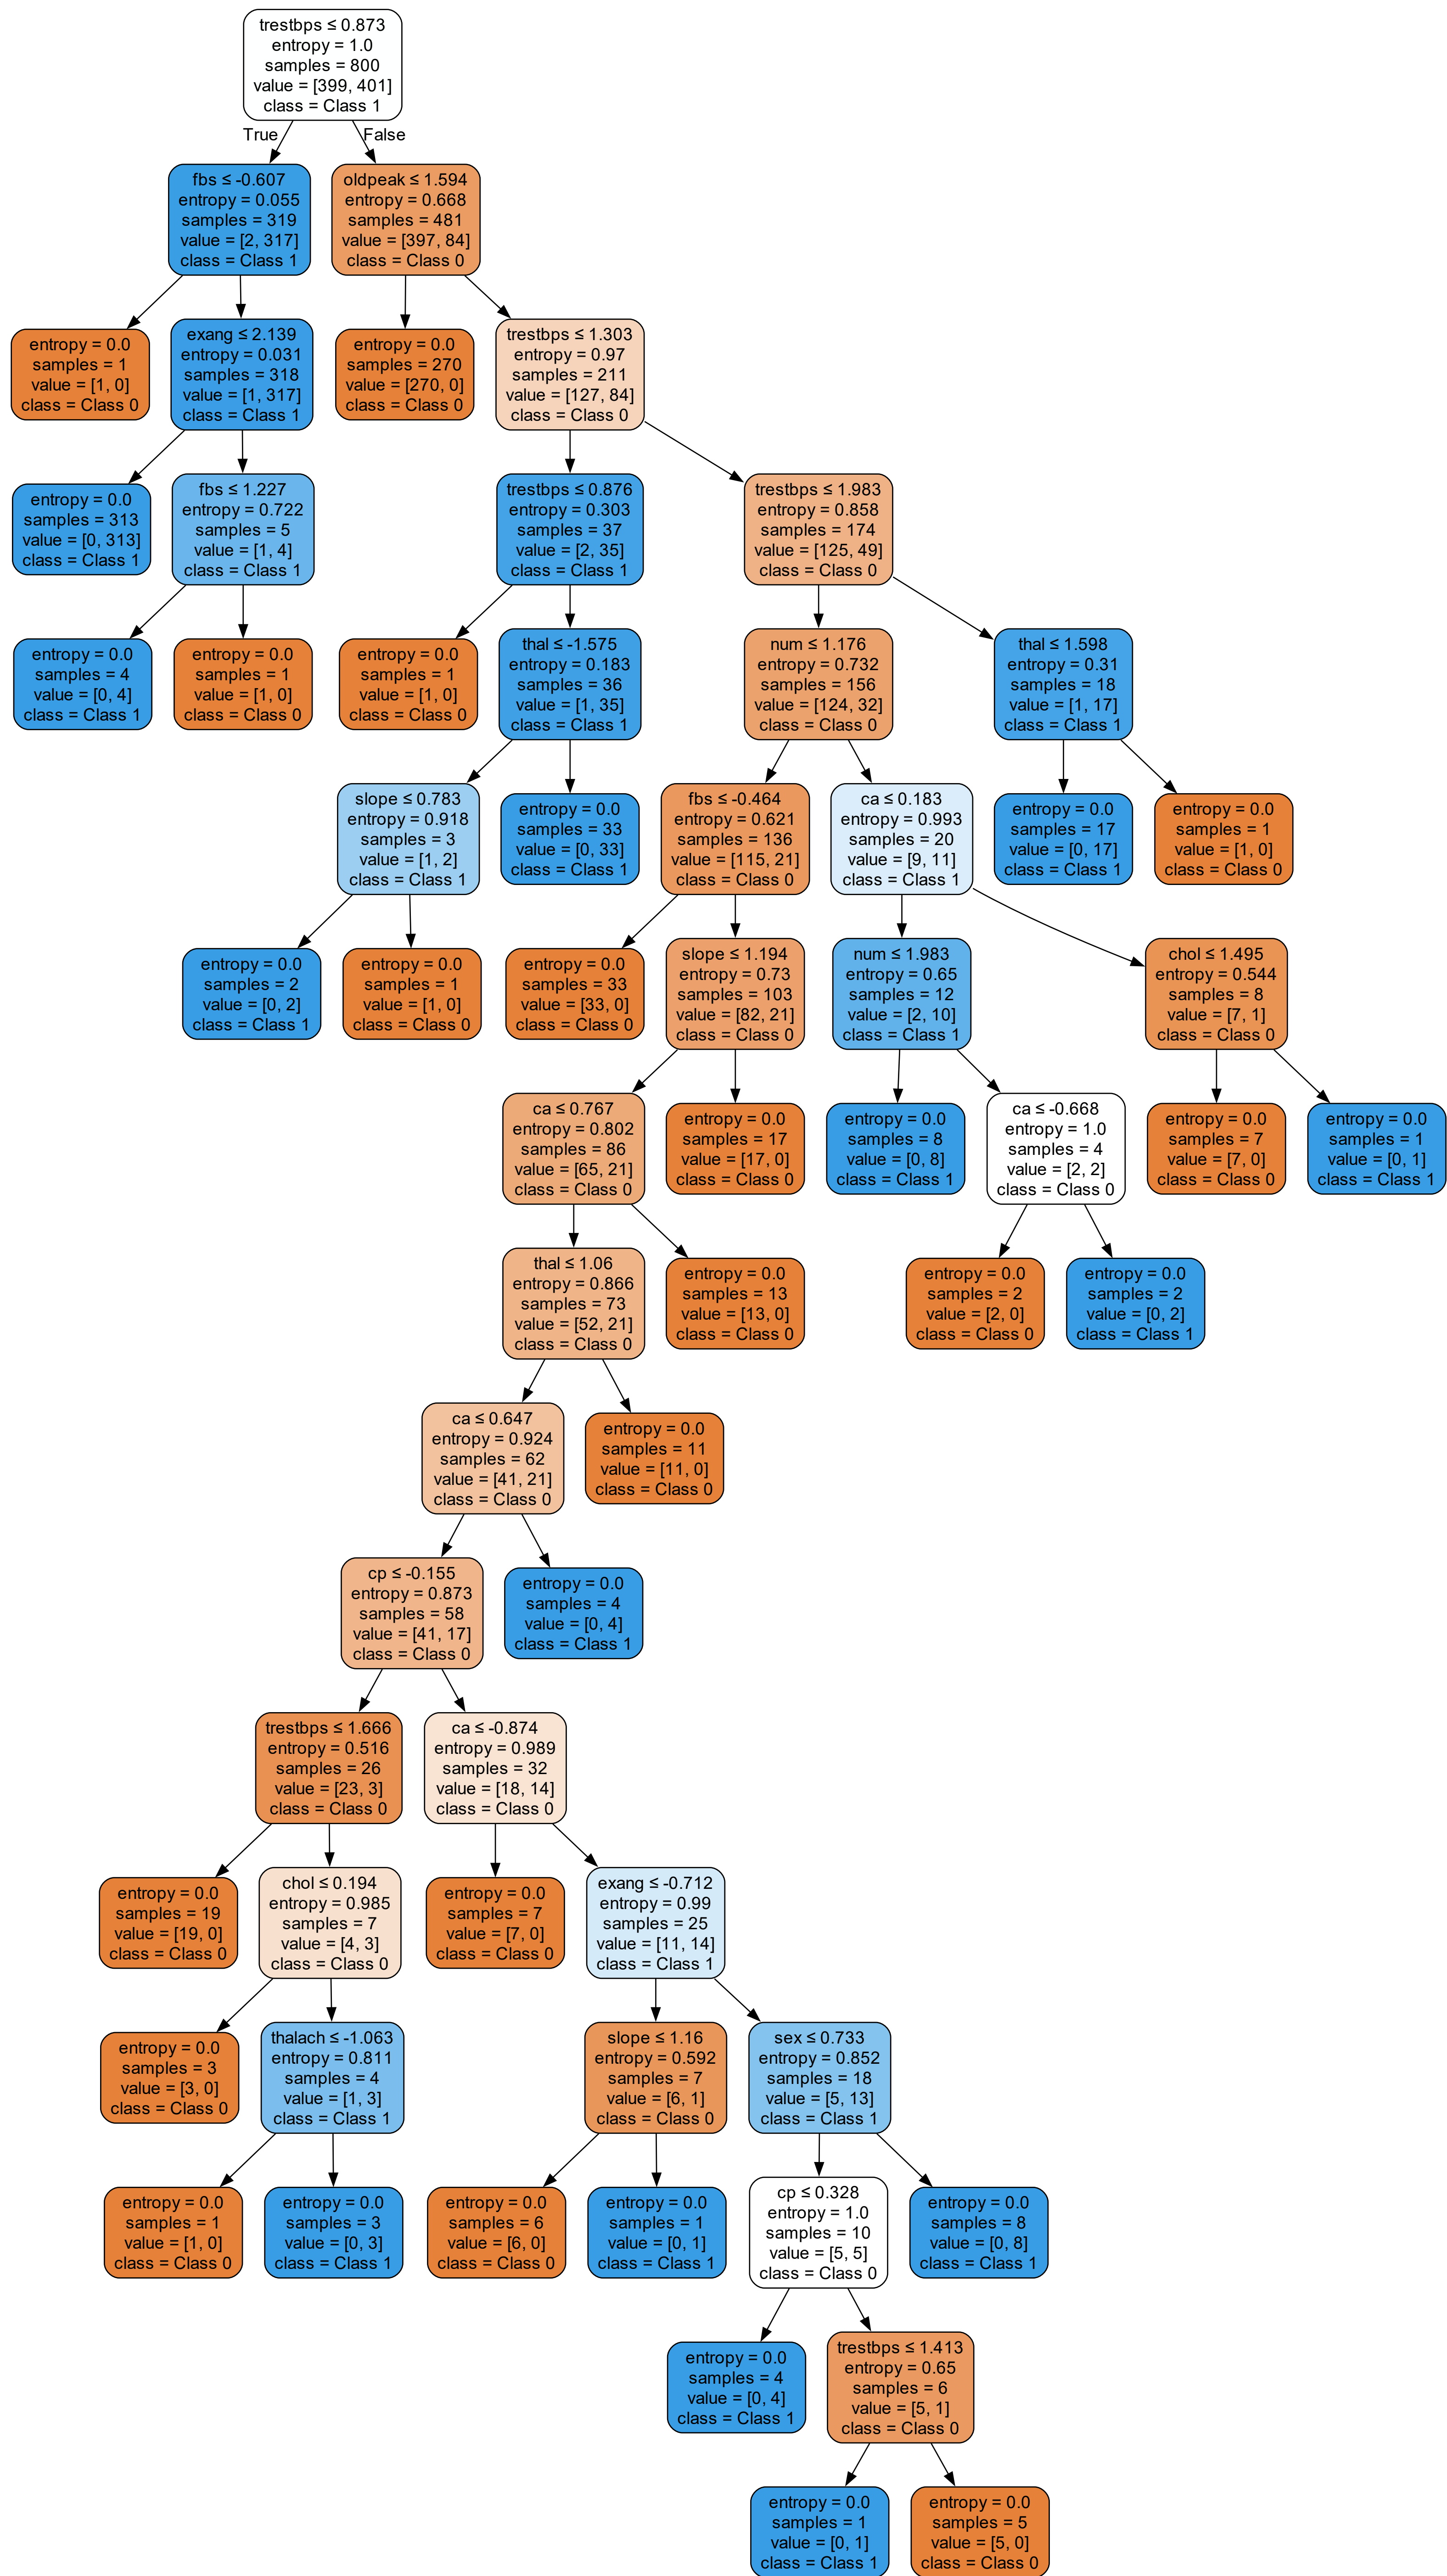 trestbps ≤ 0.873
entropy = 1.0
samples = 800
value = [399, 401]
class = Class 1
True
False
fbs ≤ -0.607
entropy = 0.055
samples = 319
value = [2, 317]
class = Class 1
oldpeak ≤ 1.594
entropy = 0.668
samples = 481
value = [397, 84]
class = Class 0
entropy = 0.0
samples = 1
value = [1, 0]
class = Class 0
exang ≤ 2.139
entropy = 0.031
samples = 318
value = [1, 317]
class = Class 1
entropy = 0.0
samples = 270
value = [270, 0]
class = Class 0
trestbps ≤ 1.303
entropy = 0.97
samples = 211
value = [127, 84]
class = Class 0
entropy = 0.0
samples = 313
value = [0, 313]
class = Class 1
fbs ≤ 1.227
entropy = 0.722
samples = 5
value = [1, 4]
class = Class 1
trestbps ≤ 0.876
entropy = 0.303
samples = 37
value = [2, 35]
class = Class 1
trestbps ≤ 1.983
entropy = 0.858
samples = 174
value = [125, 49]
class = Class 0
entropy = 0.0
samples = 4
value = [0, 4]
class = Class 1
entropy = 0.0
samples = 1
value = [1, 0]
class = Class 0
entropy = 0.0
samples = 1
value = [1, 0]
class = Class 0
thal ≤ -1.575
entropy = 0.183
samples = 36
value = [1, 35]
class = Class 1
num ≤ 1.176
entropy = 0.732
samples = 156
value = [124, 32]
class = Class 0
thal ≤ 1.598
entropy = 0.31
samples = 18
value = [1, 17]
class = Class 1
slope ≤ 0.783
entropy = 0.918
samples = 3
value = [1, 2]
class = Class 1
entropy = 0.0
samples = 33
value = [0, 33]
class = Class 1
fbs ≤ -0.464
entropy = 0.621
samples = 136
value = [115, 21]
class = Class 0
ca ≤ 0.183
entropy = 0.993
samples = 20
value = [9, 11]
class = Class 1
entropy = 0.0
samples = 17
value = [0, 17]
class = Class 1
entropy = 0.0
samples = 1
value = [1, 0]
class = Class 0
entropy = 0.0
samples = 2
value = [0, 2]
class = Class 1
entropy = 0.0
samples = 1
value = [1, 0]
class = Class 0
entropy = 0.0
samples = 33
value = [33, 0]
class = Class 0
slope ≤ 1.194
entropy = 0.73
samples = 103
value = [82, 21]
class = Class 0
num ≤ 1.983
entropy = 0.65
samples = 12
value = [2, 10]
class = Class 1
chol ≤ 1.495
entropy = 0.544
samples = 8
value = [7, 1]
class = Class 0
ca ≤ 0.767
entropy = 0.802
samples = 86
value = [65, 21]
class = Class 0
entropy = 0.0
samples = 17
value = [17, 0]
class = Class 0
entropy = 0.0
samples = 8
value = [0, 8]
class = Class 1
ca ≤ -0.668
entropy = 1.0
samples = 4
value = [2, 2]
class = Class 0
entropy = 0.0
samples = 7
value = [7, 0]
class = Class 0
entropy = 0.0
samples = 1
value = [0, 1]
class = Class 1
thal ≤ 1.06
entropy = 0.866
samples = 73
value = [52, 21]
class = Class 0
entropy = 0.0
samples = 13
value = [13, 0]
class = Class 0
entropy = 0.0
samples = 2
value = [2, 0]
class = Class 0
entropy = 0.0
samples = 2
value = [0, 2]
class = Class 1
ca ≤ 0.647
entropy = 0.924
samples = 62
value = [41, 21]
class = Class 0
entropy = 0.0
samples = 11
value = [11, 0]
class = Class 0
cp ≤ -0.155
entropy = 0.873
samples = 58
value = [41, 17]
class = Class 0
entropy = 0.0
samples = 4
value = [0, 4]
class = Class 1
trestbps ≤ 1.666
entropy = 0.516
samples = 26
value = [23, 3]
class = Class 0
ca ≤ -0.874
entropy = 0.989
samples = 32
value = [18, 14]
class = Class 0
entropy = 0.0
samples = 19
value = [19, 0]
class = Class 0
chol ≤ 0.194
entropy = 0.985
samples = 7
value = [4, 3]
class = Class 0
entropy = 0.0
samples = 7
value = [7, 0]
class = Class 0
exang ≤ -0.712
entropy = 0.99
samples = 25
value = [11, 14]
class = Class 1
entropy = 0.0
samples = 3
value = [3, 0]
class = Class 0
thalach ≤ -1.063
entropy = 0.811
samples = 4
value = [1, 3]
class = Class 1
slope ≤ 1.16
entropy = 0.592
samples = 7
value = [6, 1]
class = Class 0
sex ≤ 0.733
entropy = 0.852
samples = 18
value = [5, 13]
class = Class 1
entropy = 0.0
samples = 1
value = [1, 0]
class = Class 0
entropy = 0.0
samples = 3
value = [0, 3]
class = Class 1
entropy = 0.0
samples = 6
value = [6, 0]
class = Class 0
entropy = 0.0
samples = 1
value = [0, 1]
class = Class 1
cp ≤ 0.328
entropy = 1.0
samples = 10
value = [5, 5]
class = Class 0
entropy = 0.0
samples = 8
value = [0, 8]
class = Class 1
entropy = 0.0
samples = 4
value = [0, 4]
class = Class 1
trestbps ≤ 1.413
entropy = 0.65
samples = 6
value = [5, 1]
class = Class 0
entropy = 0.0
samples = 1
value = [0, 1]
class = Class 1
entropy = 0.0
samples = 5
value = [5, 0]
class = Class 0